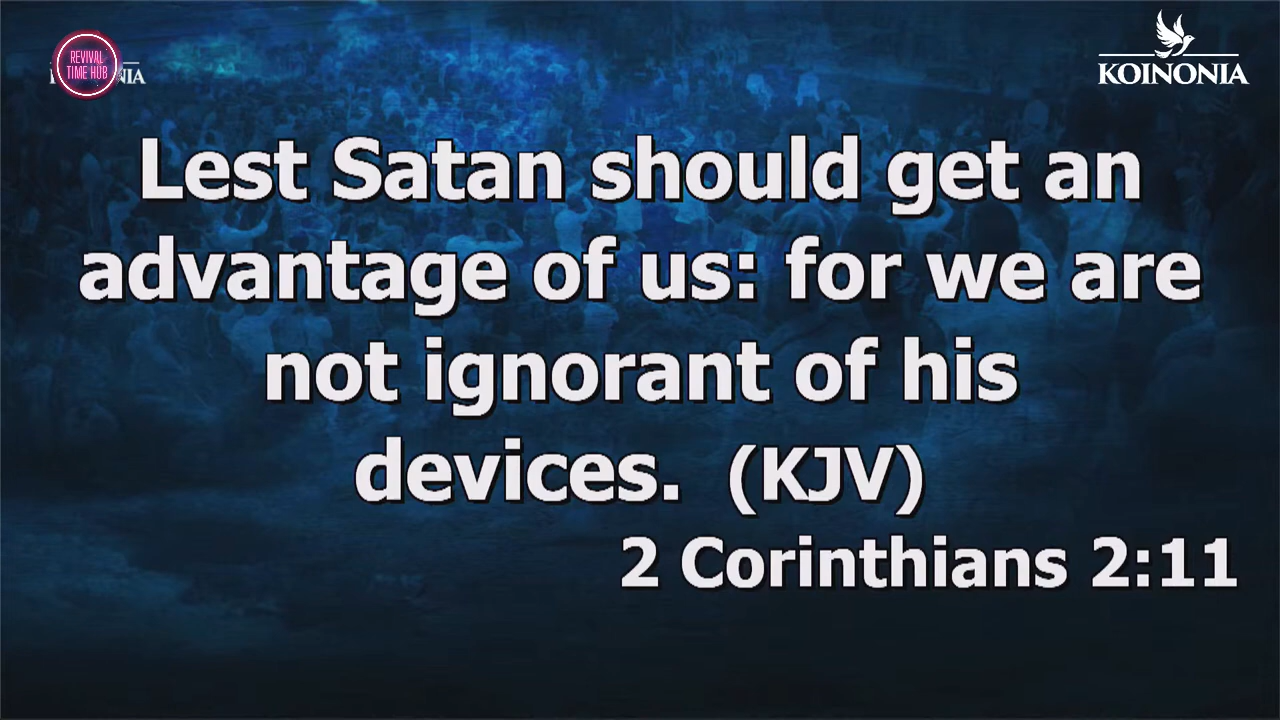 REVIVAL
TIME HUB
KOINONIA
Lest Satan should get an
advantage of us: for we are
not ignorant of his
devices. (KJV)
2 Corinthians 2:11